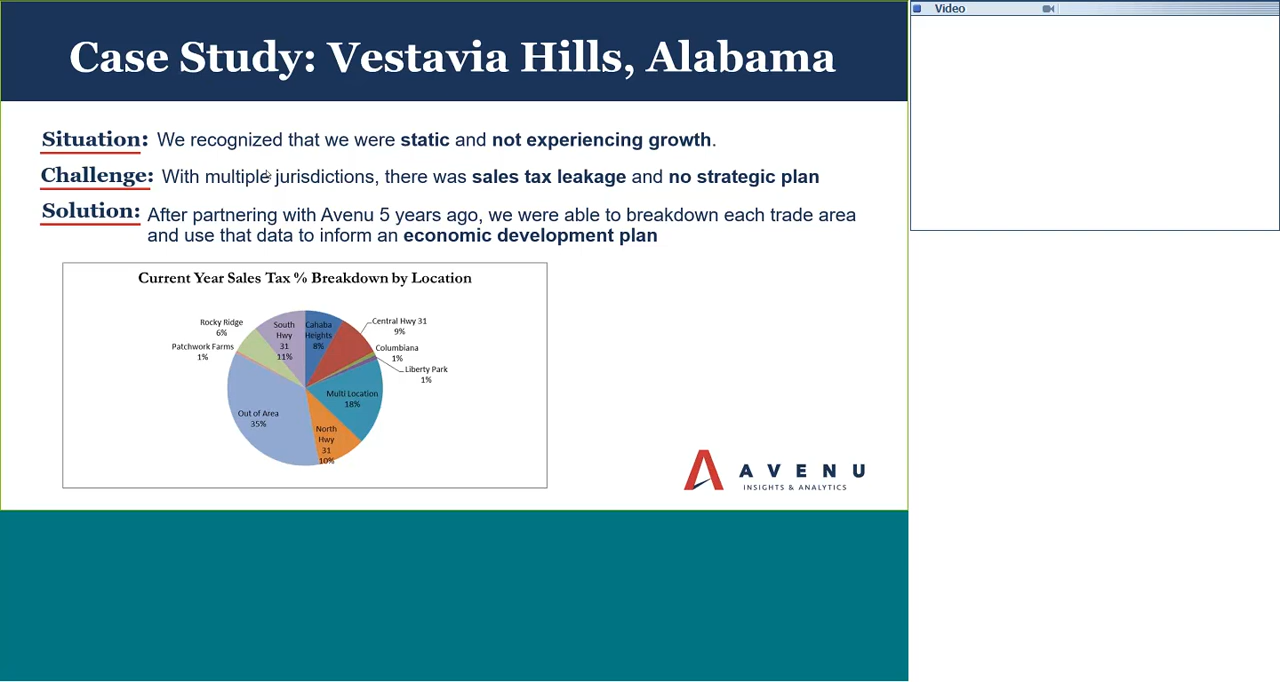 Case Study: Vestavia Hills, Alabama
Video
Situation: We recognized that we were static and not experiencing growth.
Challenge: With multiple jurisdictions, there was sales tax leakage and no strategic plan
Solution: After partnering with Avenu 5 years ago, we were able to breakdown each trade area
and use that data to inform an economic development plan
Current Year Sales Tax % Breakdown by Location
Cahaba
Heights
8%
Central Hwy 31
9%
Columbiana
1%
Liberty Park
1%
Multi Location
18%
North
Hwy
31
10%
Out of Area
35%
Patchwork Farms
1%
Rocky Ridge
6%
South
Hwy
31
11%
AVENU
INSIGHTS & ANALYTICS